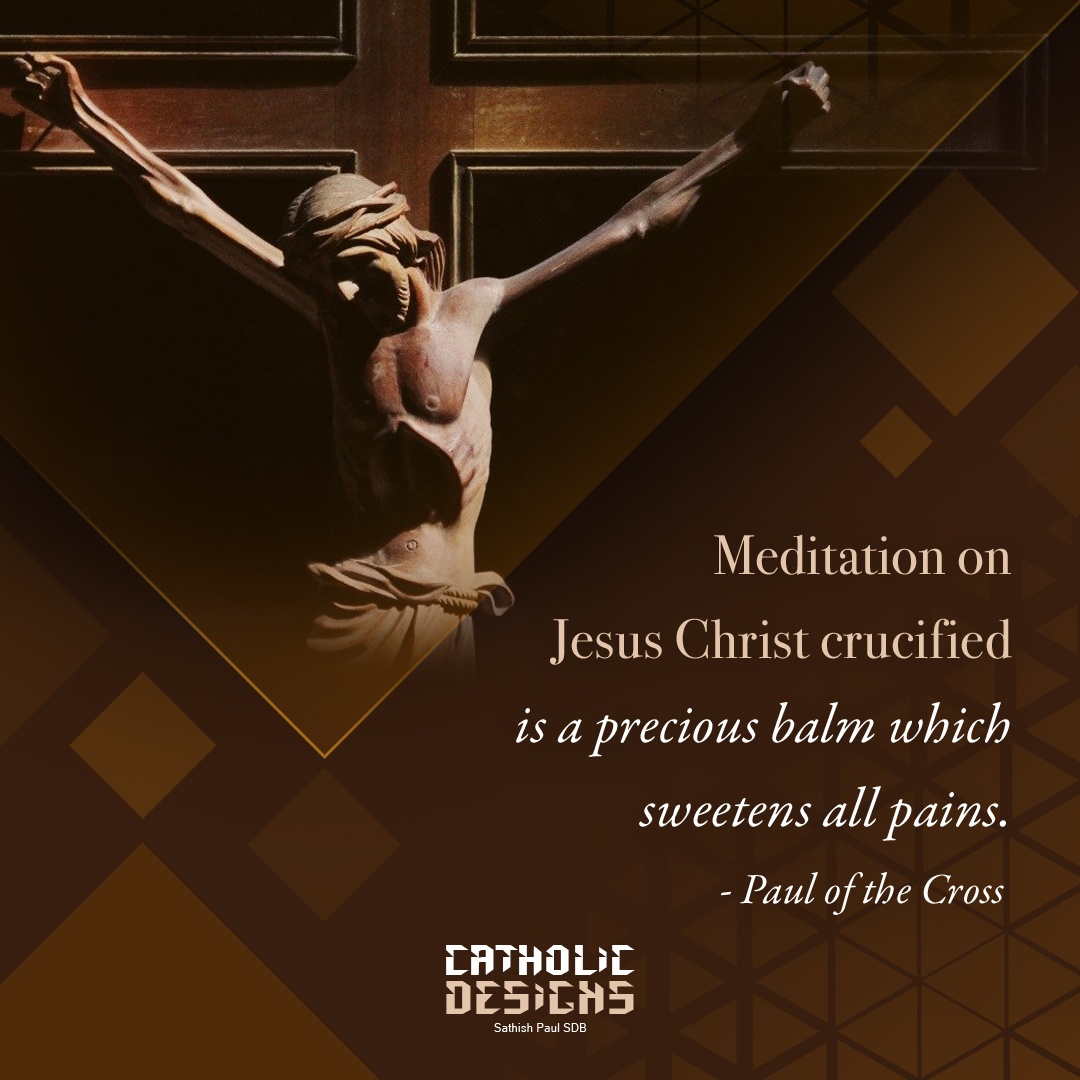 Meditation on
Jesus Christ crucified
is a precious balm which
sweetens all pains.
- Paul of the Cross
CATHOLIC
DESIGNS
Sathish Paul SDB